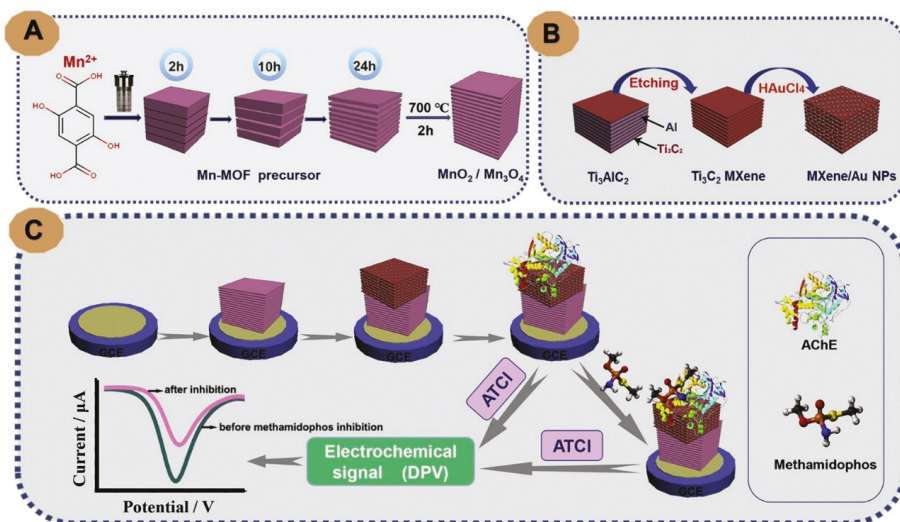 A
Mn2+
OH
O
HO
OH
HO
O
2h
10h
24h
700 °C
2h
Mn-MOF precursor
MnO2 / Mn3O4
B
Etching
HAuCl4
Al
Ti3C2
Ti3AlC2
Ti3C2 MXene
MXene/Au NPs
C
GCE
GCE
GCE
GCE
AChE
ATCI
ATCI
GCE
Methamidophos
Electrochemical
signal (DPV)
after inhibition
before methamidophos inhibition
Current / μA
Potential / V